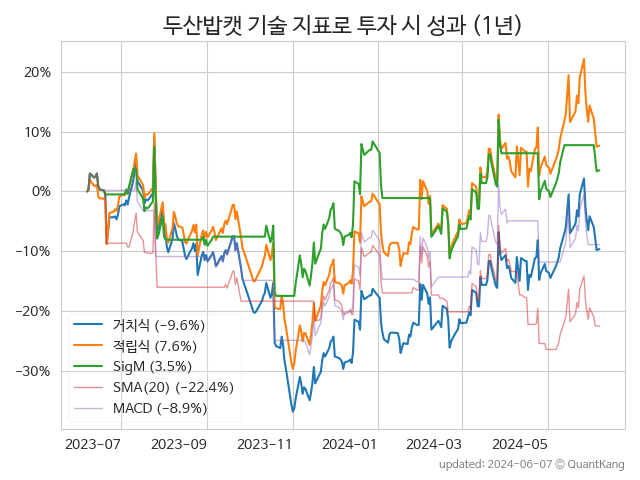 두산밥캣 기술 지표로 투자 시 성과 (1년)
20%
10%
0%
−10%
−20%
−30%
거치식 (−9.6%)
적립식 (7.6%)
SigM (3.5%)
SMA(20) (−22.4%)
MACD (−8.9%)
2023-07
2023-09
2023-11
2024-01
2024-03
2024-05
updated: 2024-06-07 ⓒ QuantKang